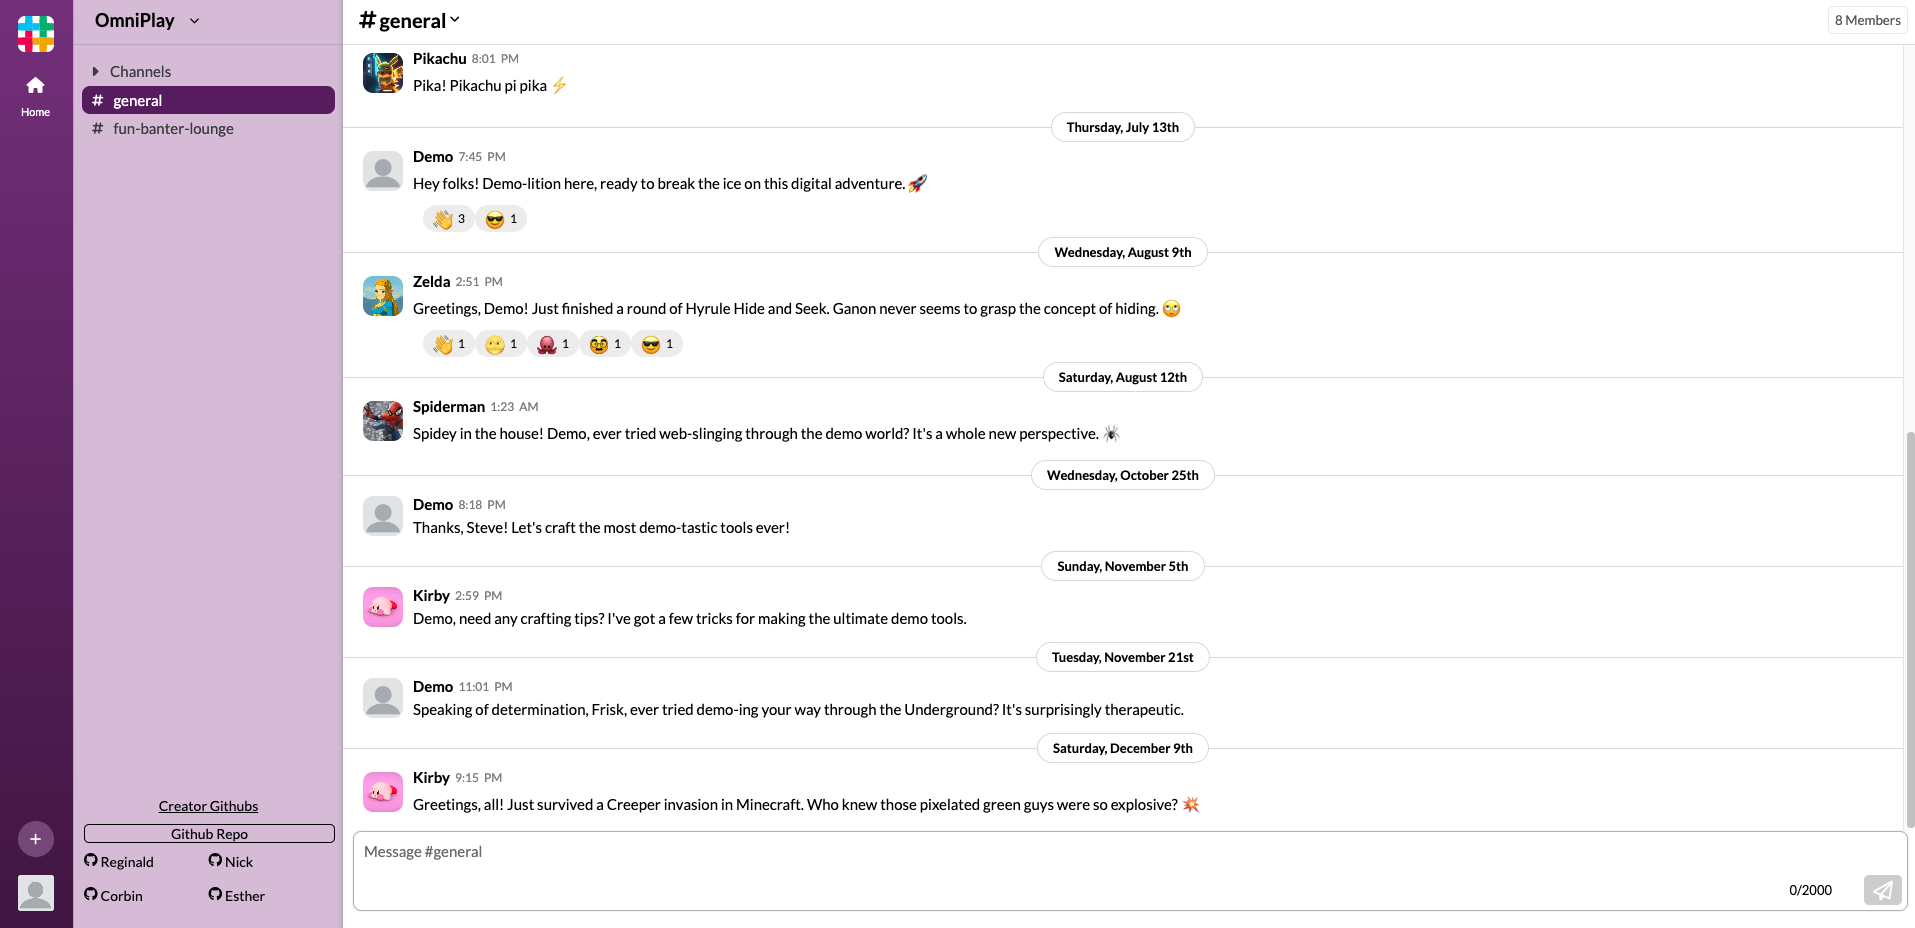 OmniPlay
Home
Channels
# general
# fun-banter-lounge
Creator Githubs
Github Repo
Reginald
Nick
Corbin
Esther
+
#general
8 Members
Pikachu 8:01 PM
Pika! Pikachu pi pika ⚡
Thursday, July 13th
Demo 7:45 PM
Hey folks! Demo-lition here, ready to break the ice on this digital adventure. 🚀
👋 3 😎 1
Wednesday, August 9th
Zelda 2:51 PM
Greetings, Demo! Just finished a round of Hyrule Hide and Seek. Ganon never seems to grasp the concept of hiding. 🙄
👋 1 🫠 1 🐙 1 🥸 1 😎 1
Saturday, August 12th
Spiderman 1:23 AM
Spidey in the house! Demo, ever tried web-slinging through the demo world? It's a whole new perspective. 🕷️
Wednesday, October 25th
Demo 8:18 PM
Thanks, Steve! Let's craft the most demo-tastic tools ever!
Sunday, November 5th
Kirby 2:59 PM
Demo, need any crafting tips? I've got a few tricks for making the ultimate demo tools.
Tuesday, November 21st
Demo 11:01 PM
Speaking of determination, Frisk, ever tried demo-ing your way through the Underground? It's surprisingly therapeutic.
Saturday, December 9th
Kirby 9:15 PM
Greetings, all! Just survived a Creeper invasion in Minecraft. Who knew those pixelated green guys were so explosive? 💥
Message #general
0/2000